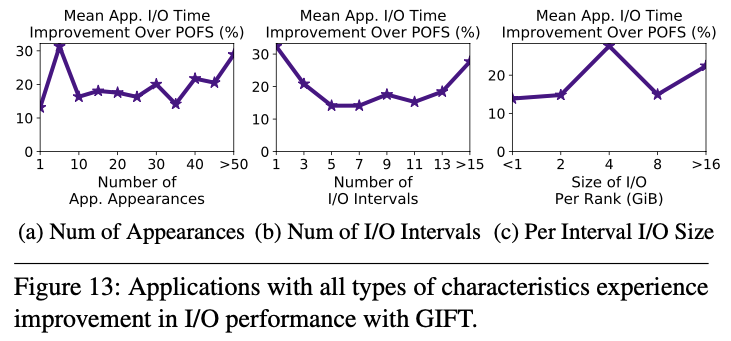 Mean App. I/O Time
Improvement Over POFS (%)
30
20
10
0
1 10 20 30 40 >50
Number of
App. Appearances
(a) Num of Appearances
Mean App. I/O Time
Improvement Over POFS (%)
30
20
10
0
1 3 5 7 9 11 13 >15
Number of
I/O Intervals
(b) Num of I/O Intervals
Mean App. I/O Time
Improvement Over POFS (%)
20
10
0
<1 2 4 8 >16
Size of I/O
Per Rank (GiB)
(c) Per Interval I/O Size
Figure 13: Applications with all types of characteristics experience
improvement in I/O performance with GIFT.